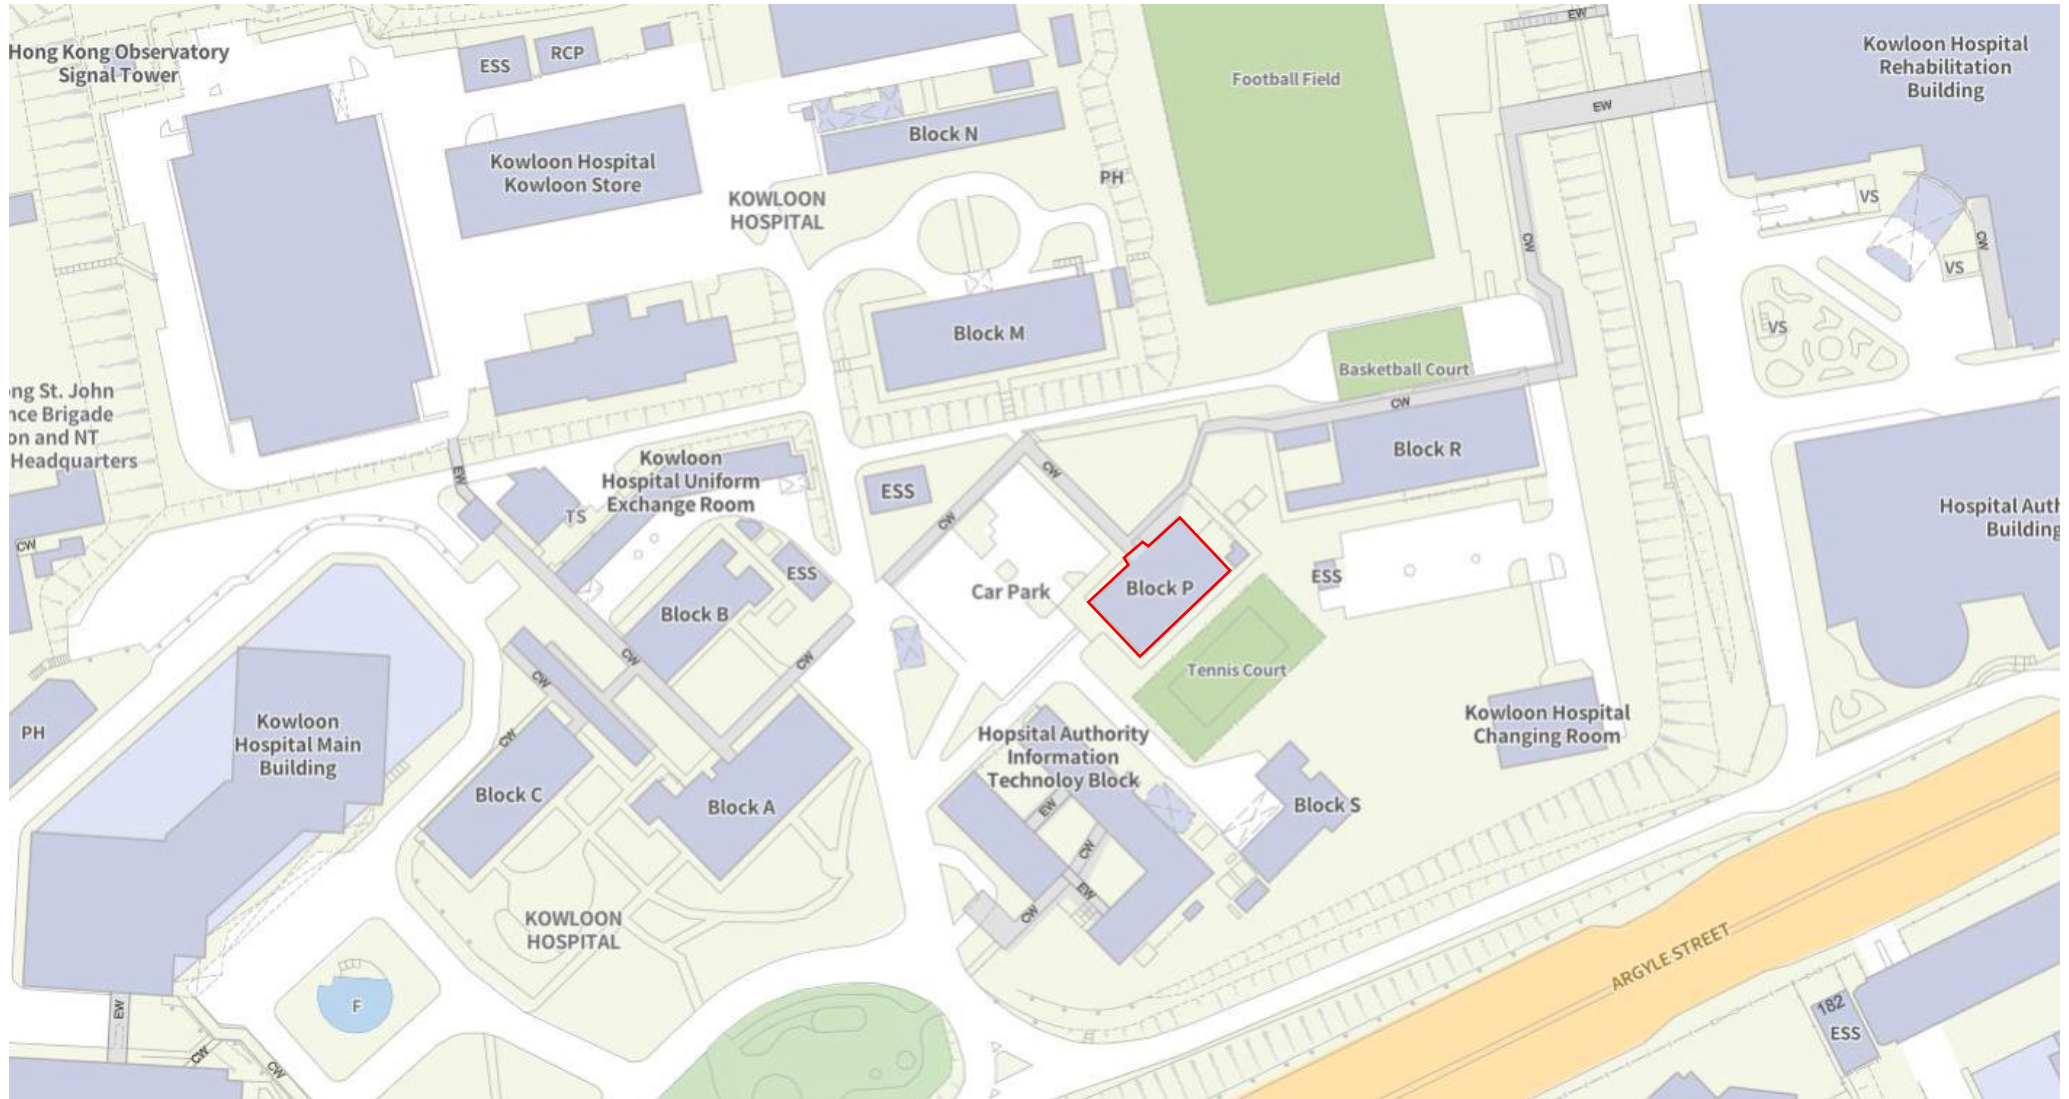 Hong Kong Observatory
Signal Tower
ESS
RCP
Kowloon Hospital
Kowloon Store
KOWLOON
HOSPITAL
Block N
PH
Football Field
EW
EW
Kowloon Hospital
Rehabilitation
Building
VS
CW
CW
VS
VS
Block M
Basketball Court
CW
Block R
ong St. John
nce Brigade
on and NT
Headquarters
EW
Kowloon
Hospital Uniform
Exchange Room
TS
ESS
CW
CW
Hospital Auth
Building
CW
Block B
ESS
Car Park
Block P
ESS
CW
CW
CW
CW
Tennis Court
PH
Kowloon
Hospital Main
Building
Block C
Block A
Hopsital Authority
Information
Technoloy Block
Kowloon Hospital
Changing Room
EW
Block S
CW
EW
CW
KOWLOON
HOSPITAL
F
EW
CW
CW
ARGYLE STREET
182
ESS